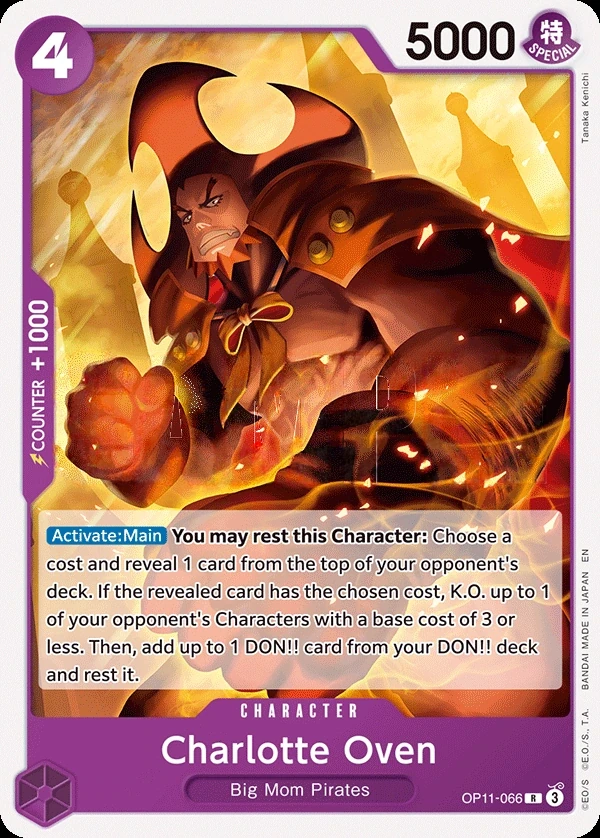 4
5000
特
SPECIAL
Tanaka Kenichi
⚡COUNTER +1000
Activate:Main You may rest this Character: Choose a
cost and reveal 1 card from the top of your opponent's
deck. If the revealed card has the chosen cost, K.O. up to 1
of your opponent's Characters with a base cost of 3 or
less. Then, add up to 1 DON!! card from your DON!! deck
and rest it.
CHARACTER
Charlotte Oven
Big Mom Pirates
OP11-066 R 3
©EO/S ©E.O./S., T.A. BANDAI MADE IN JAPAN EN